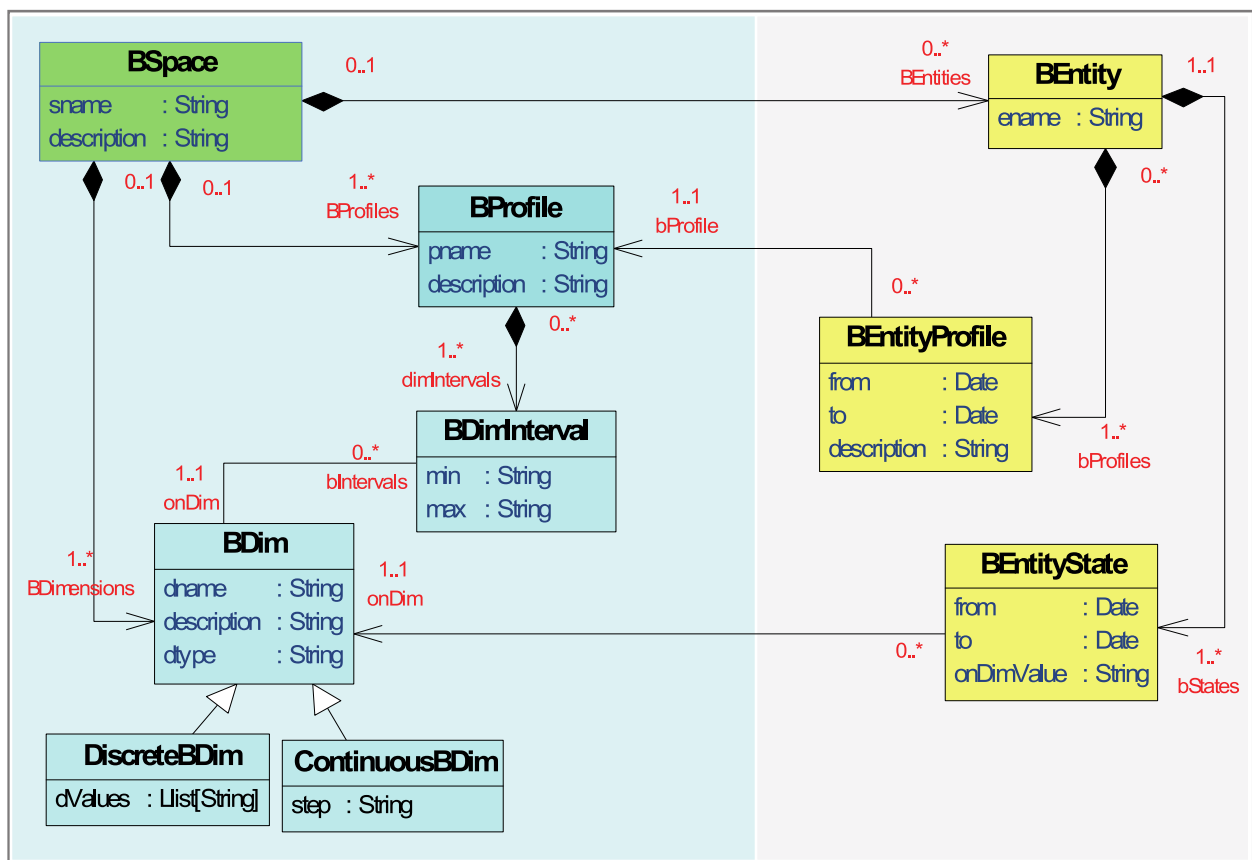 BSpace
sname : String
description : String
0..1
0..*
BEntities
BEntity
ename : String
1..1
0..1
0..1
1..*
BProfiles
BProfile
pname : String
description : String
1..1
bProfile
0..*
0..*
BEntityProfile
from : Date
to : Date
description : String
0..*
1..*
dimIntervals
BDimInterval
min : String
max : String
1..*
bProfiles
0..*
bIntervals
1..1
onDim
BDim
dname : String
description : String
dtype : String
1..*
BDimensions
1..1
onDim
BEntityState
from : Date
to : Date
onDimValue : String
0..*
1..*
bStates
DiscreteBDim
dValues : Llist[String]
ContinuousBDim
step : String